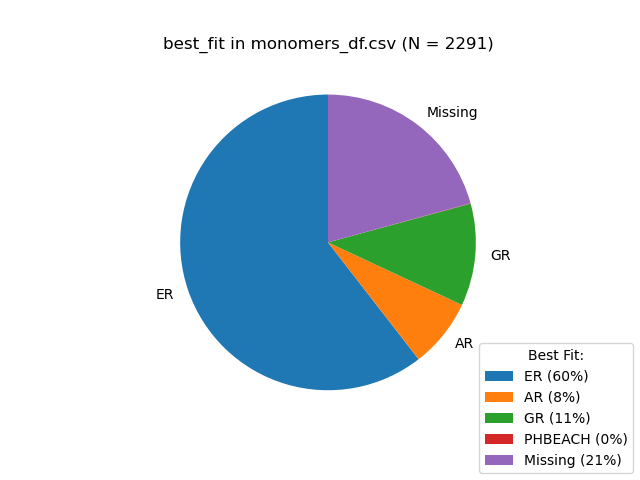 best_fit in monomers_df.csv (N = 2291)
Missing
GR
ER
AR
Best Fit:
ER (60%)
AR (8%)
GR (11%)
PHBEACH (0%)
Missing (21%)